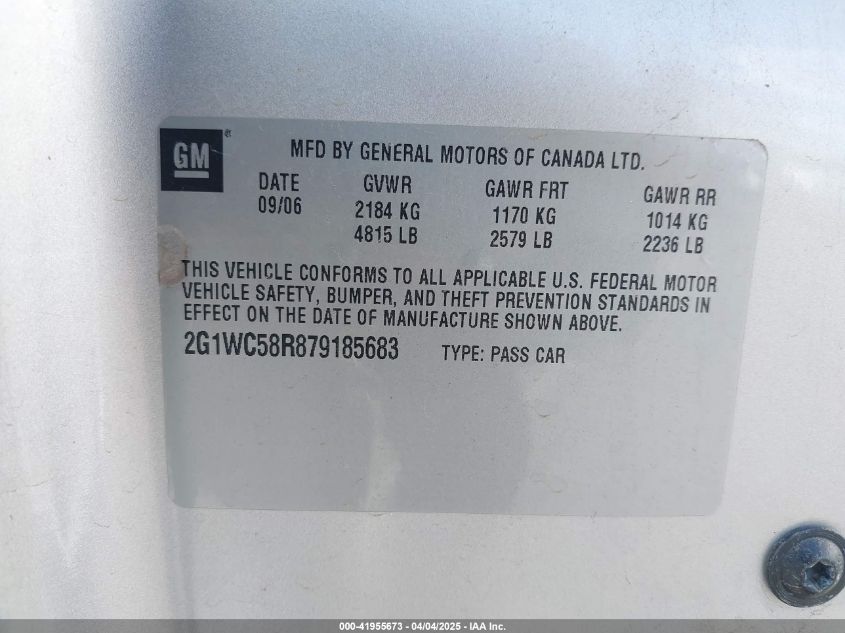 GM
MFD BY GENERAL MOTORS OF CANADA LTD.
DATE GVWR GAWR FRT GAWR RR
09/06 2184 KG 1170 KG 1014 KG
4815 LB 2579 LB 2236 LB
THIS VEHICLE CONFORMS TO ALL APPLICABLE U.S. FEDERAL MOTOR
VEHICLE SAFETY, BUMPER, AND THEFT PREVENTION STANDARDS IN
EFFECT ON THE DATE OF MANUFACTURE SHOWN ABOVE.
2G1WC58R879185683 TYPE: PASS CAR
000-41955673 - 04/04/2025 - IAA Inc.